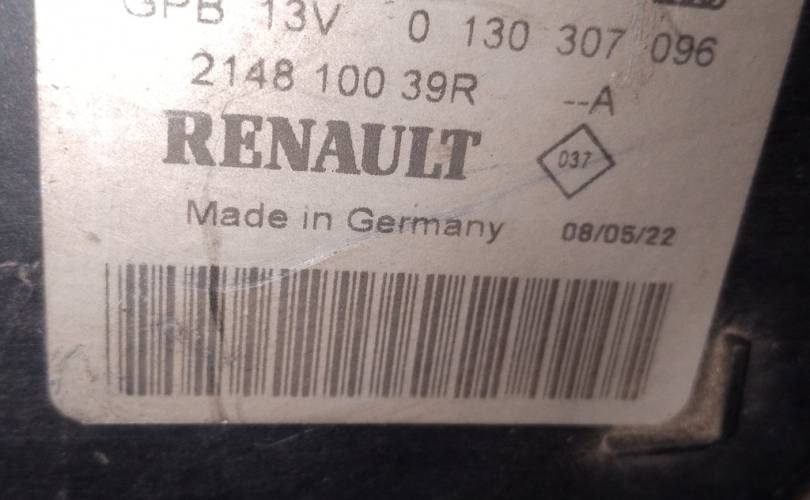 GPB 13V 0 130 307 096
2148 100 39R --A
RENAULT 037
Made in Germany 08/05/22